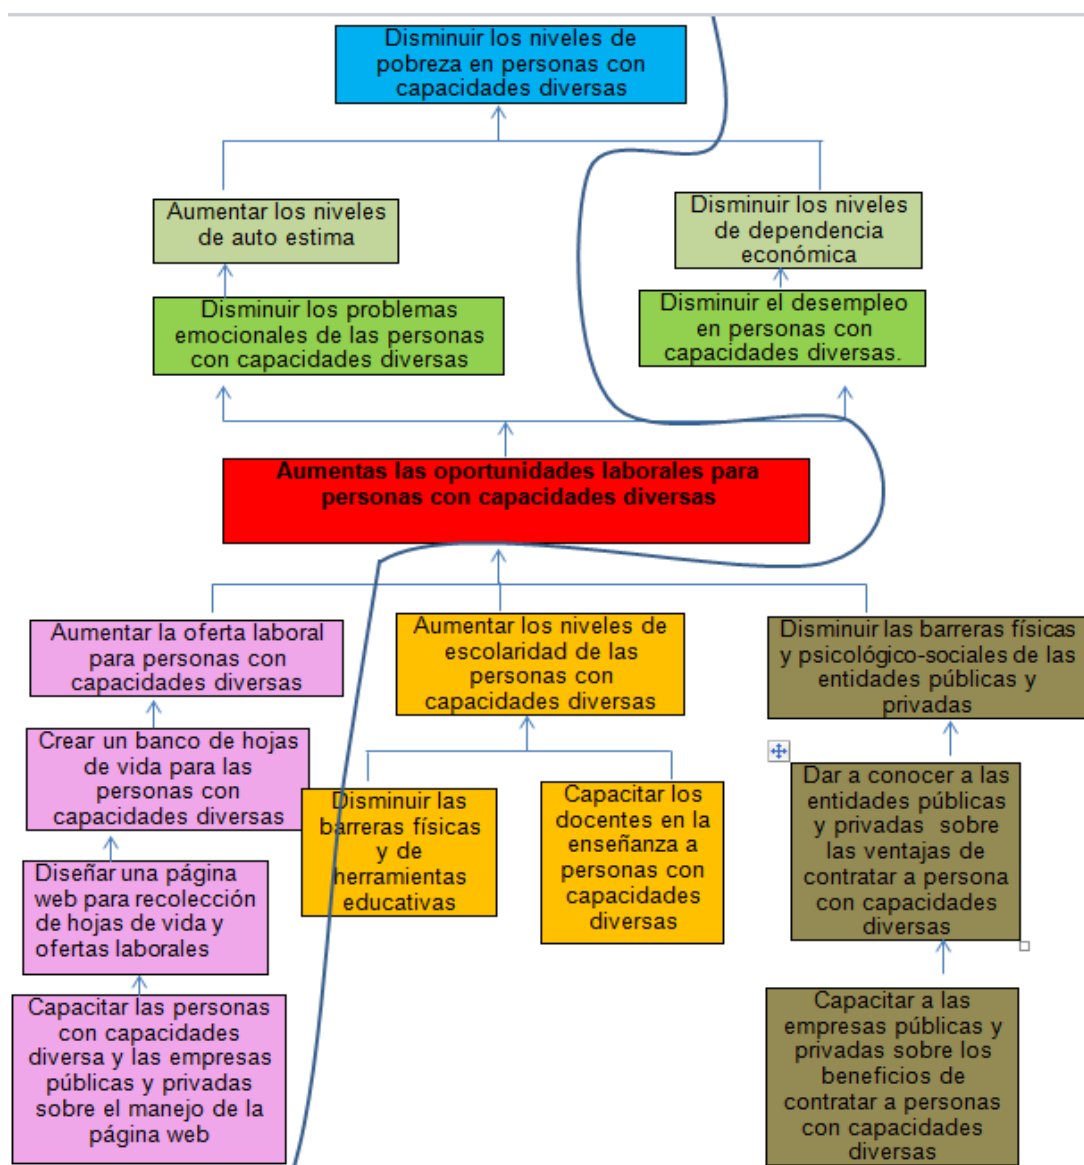 Disminuir los niveles de
pobreza en personas con
capacidades diversas
Aumentar los niveles
de auto estima
Disminuir los niveles
de dependencia
económica
Disminuir los problemas
emocionales de las personas
con capacidades diversas
Disminuir el desempleo
en personas con
capacidades diversas.
Aumentas las oportunidades laborales para
personas con capacidades diversas
Aumentar la oferta laboral
para personas con
capacidades diversas
Aumentar los niveles de
escolaridad de las
personas con
capacidades diversas
Disminuir las barreras físicas
y psicológico-sociales de las
entidades públicas y
privadas
Crear un banco de hojas
de vida para las
personas con
capacidades diversas
Disminuir las
barreras físicas
y de
herramientas
educativas
Capacitar los
docentes en la
enseñanza a
personas con
capacidades
diversas
Dar a conocer a las
entidades públicas
y privadas sobre
las ventajas de
contratar a persona
con capacidades
diversas
Diseñar una página
web para recolección
de hojas de vida y
ofertas laborales
Capacitar las personas
con capacidades
diversa y las empresas
públicas y privadas
sobre el manejo de la
página web
Capacitar a las
empresas públicas y
privadas sobre los
beneficios de
contratar a personas
con capacidades
diversas